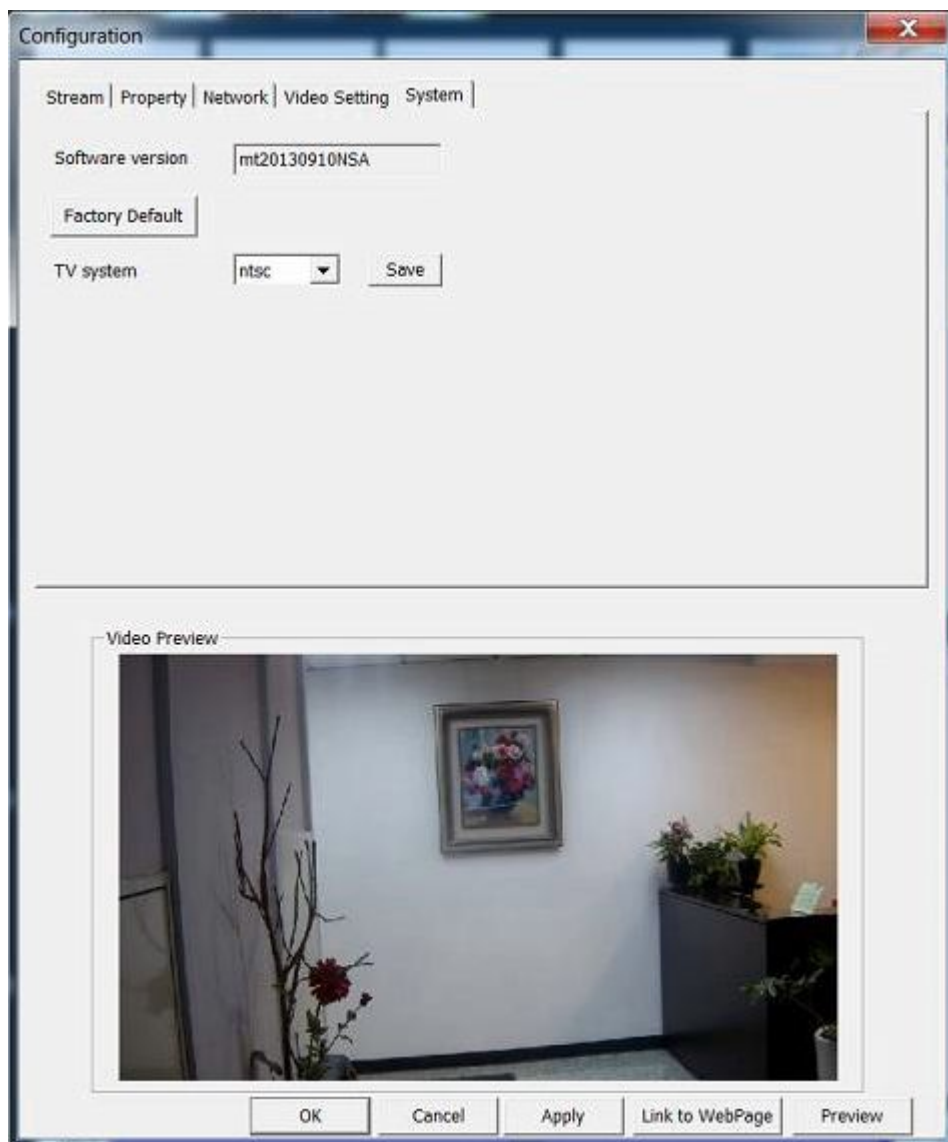 Configuration
X
Stream | Property | Network | Video Setting System |
Software version mt20130910NSA
Factory Default
TV system ntsc Save
Video Preview
OK Cancel Apply Link to WebPage Preview